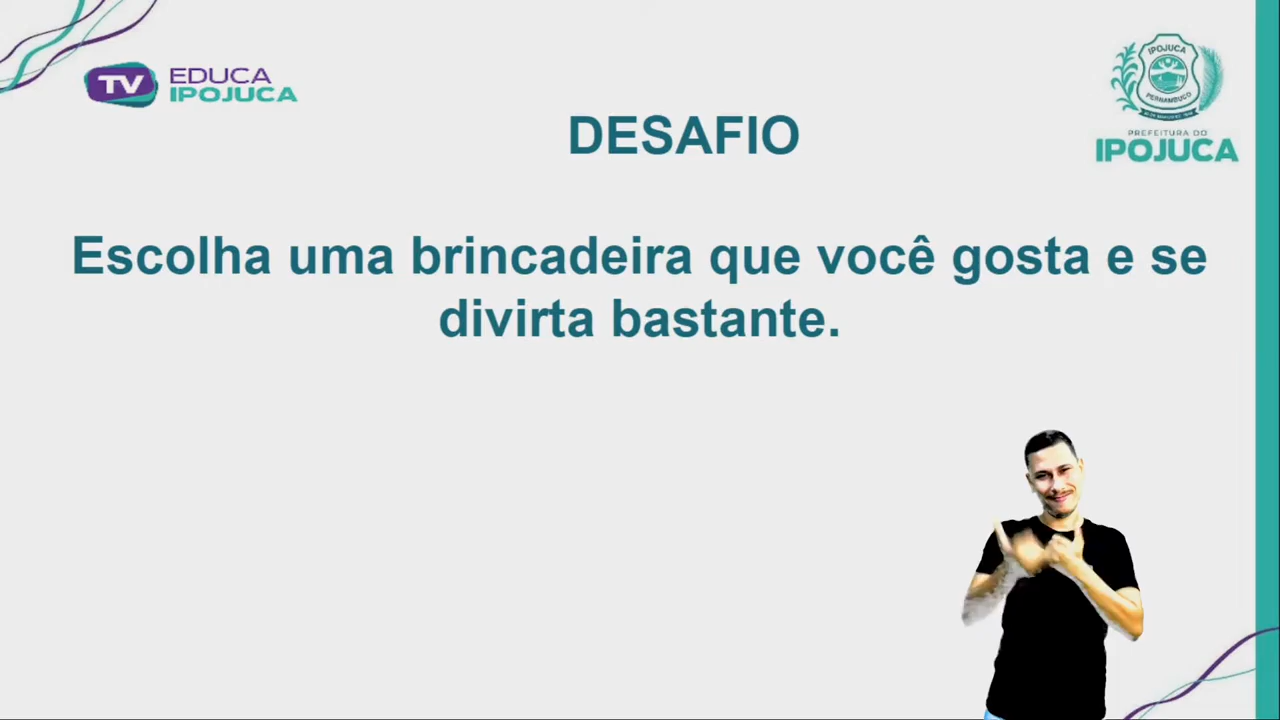 TV EDUCA
IPOJUCA
IPOJUCA
PERNAMBUCO
PREFEITURA DO
IPOJUCA
DESAFIO
Escolha uma brincadeira que você gosta e se
divirta bastante.